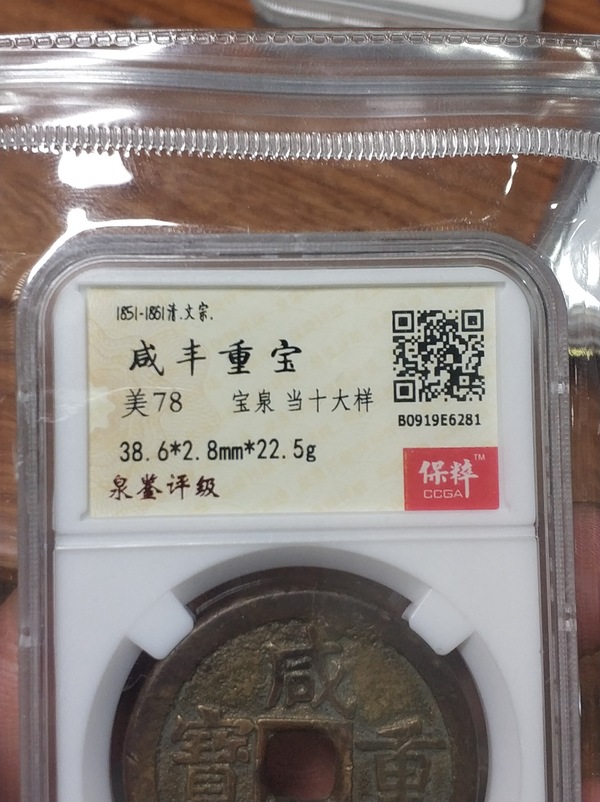 1851-1861清.文宗.
咸丰重宝
美78 宝泉 当十大样
B0919E6281
38.6*2.8mm*22.5g
泉鉴评级
保粹™
CCGA
咸
寶 重